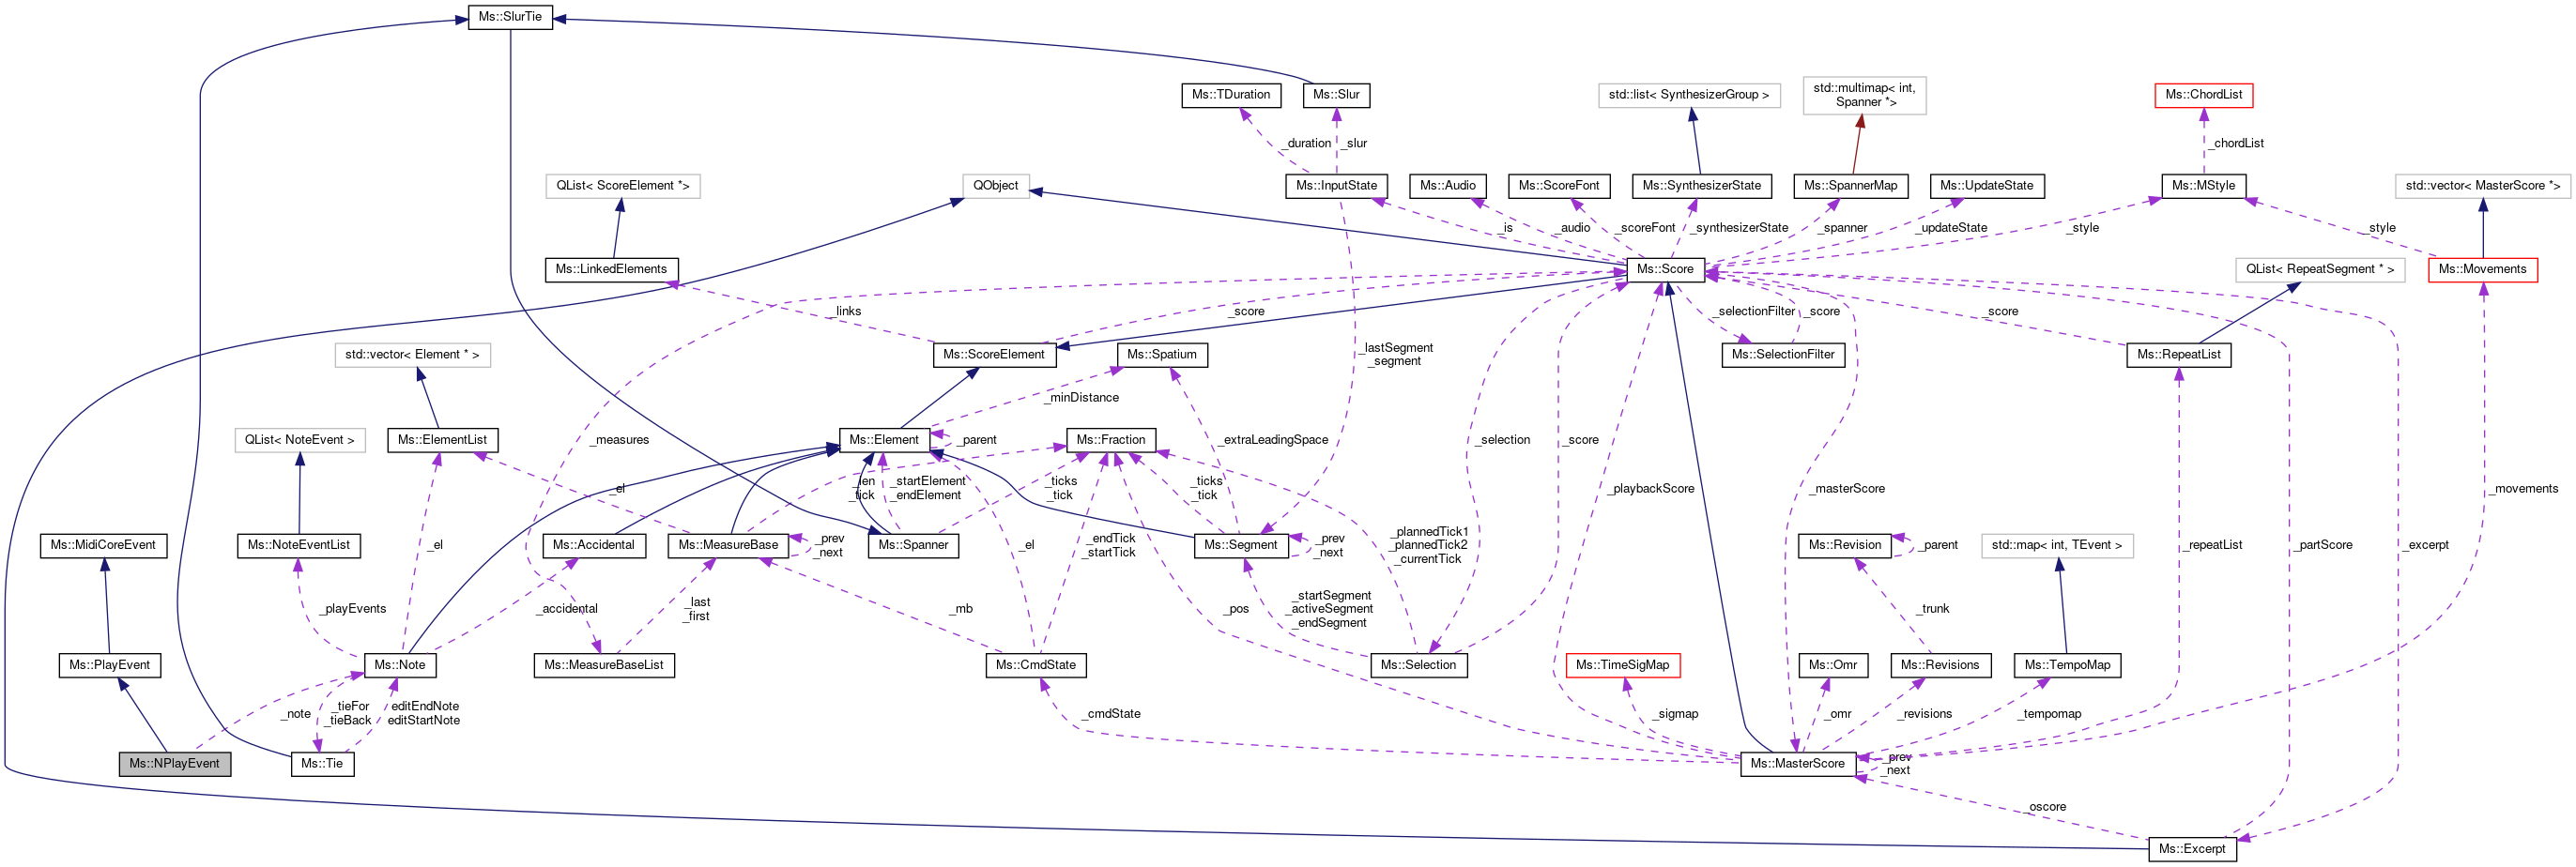 Ms::SlurTie
Ms::TDuration
Ms::Slur
std::list< SynthesizerGroup >
std::multimap< int,
Spanner *>
Ms::ChordList
_duration
_slur
_chordList
QList< ScoreElement *>
QObject
Ms::InputState
Ms::Audio
Ms::ScoreFont
Ms::SynthesizerState
Ms::SpannerMap
Ms::UpdateState
Ms::MStyle
std::vector< MasterScore *>
_is
_audio
_scoreFont
_synthesizerState
_spanner
_updateState
_style
_style
Ms::LinkedElements
Ms::Score
QList< RepeatSegment * >
Ms::Movements
_links
_score
_selectionFilter
_score
_score
std::vector< Element * >
Ms::ScoreElement
Ms::Spatium
_lastSegment
_segment
Ms::SelectionFilter
Ms::RepeatList
_minDistance
QList< NoteEvent >
Ms::ElementList
_measures
Ms::Element
_parent
Ms::Fraction
_extraLeadingSpace
_selection
_score
_el
_len
_tick
_startElement
_endElement
_ticks
_tick
_ticks
_tick
_playbackScore
_masterScore
_movements
Ms::MidiCoreEvent
Ms::NoteEventList
_el
Ms::Accidental
Ms::MeasureBase
_prev
_next
Ms::Spanner
_el
_endTick
_startTick
Ms::Segment
_prev
_next
_plannedTick1
_plannedTick2
_currentTick
Ms::Revision
_parent
std::map< int, TEvent >
_repeatList
_partScore
_excerpt
_playEvents
_accidental
_last
_first
_mb
_pos
_startSegment
_activeSegment
_endSegment
_trunk
Ms::PlayEvent
Ms::Note
Ms::MeasureBaseList
Ms::CmdState
Ms::Selection
Ms::TimeSigMap
Ms::Omr
Ms::Revisions
Ms::TempoMap
_note
_tieFor
_tieBack
editEndNote
editStartNote
_cmdState
_sigmap
_omr
_revisions
_tempomap
Ms::NPlayEvent
Ms::Tie
Ms::MasterScore
_prev
_next
_oscore
Ms::Excerpt